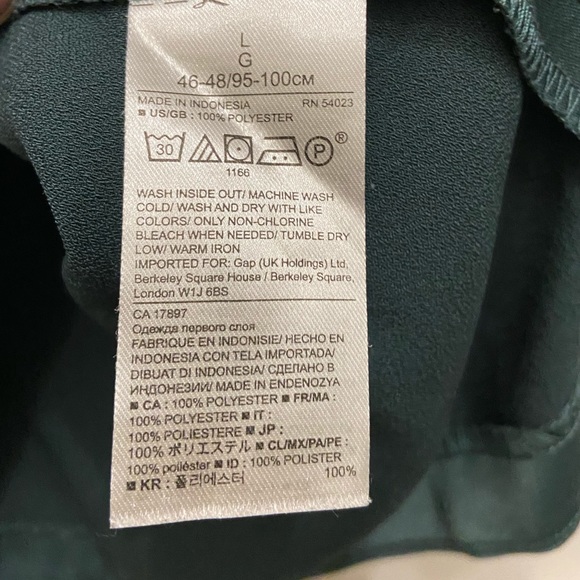 L
G
46-48/95-100CM
MADE IN INDONESIA RN 54023
US/GB : 100% POLYESTER
30 P ®
1166
WASH INSIDE OUT/ MACHINE WASH
COLD/ WASH AND DRY WITH LIKE
COLORS/ ONLY NON-CHLORINE
BLEACH WHEN NEEDED/ TUMBLE DRY
LOW/ WARM IRON
IMPORTED FOR: Gap (UK Holdings) Ltd,
Berkeley Square House / Berkeley Square,
London W1J 6BS
CA 17897
Одежда первого слоя
FABRIQUE EN INDONISIE/ HECHO EN
INDONESIA CON TELA IMPORTADA/
DIBUAT DI INDONESIA/ СДЕЛАНО В
ИНДОНЕЗИИ/ MADE IN ENDENOZYA
CA : 100% POLYESTER FR/MA :
100% POLYESTER IT :
100% POLIESTERE JP :
100% ポリエステル CL/MX/PA/PE :
100% poliéster ID : 100% POLISTER
KR : 폴리에스터 100%